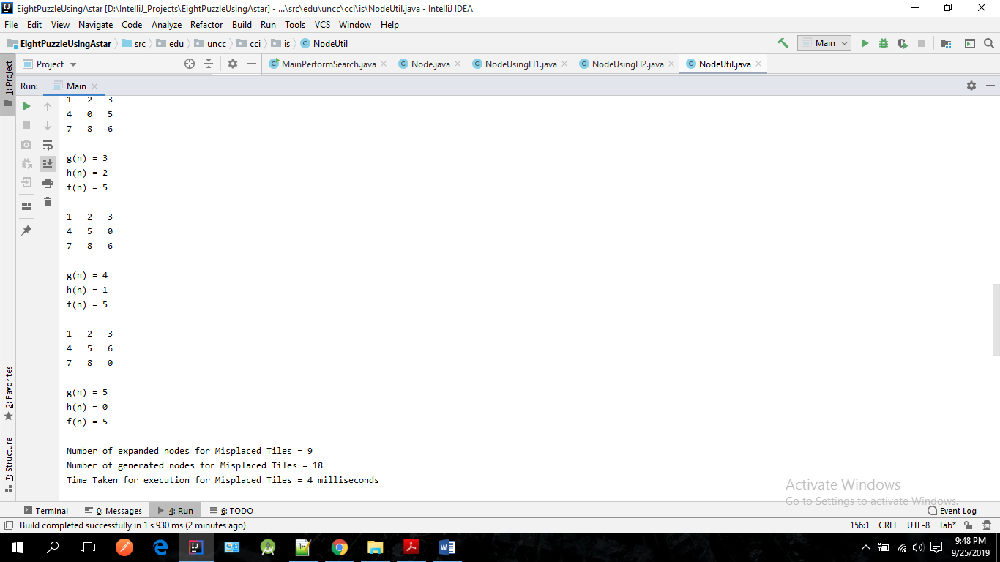 EightPuzzleUsingAstar [D:\IntelliJ_Projects\EightPuzzleUsingAstar] - ...\src\edu\uncc\cci\is\NodeUtil.java - IntelliJ IDEA
File Edit View Navigate Code Analyze Refactor Build Run Tools VCS Window Help
EightPuzzleUsingAstar src edu uncc cci is NodeUtil Main
1: Project Project MainPerformSearch.java Node.java NodeUsingH1.java NodeUsingH2.java NodeUtil.java
Run: Main
1 2 3
4 0 5
7 8 6
g(n) = 3
h(n) = 2
f(n) = 5
1 2 3
4 5 0
7 8 6
g(n) = 4
h(n) = 1
f(n) = 5
1 2 3
4 5 6
7 8 0
g(n) = 5
h(n) = 0
f(n) = 5
2: Favorites
7: Structure
Number of expanded nodes for Misplaced Tiles = 9
Number of generated nodes for Misplaced Tiles = 18
Time Taken for execution for Misplaced Tiles = 4 milliseconds
-----------------------------------------------------------------------------------------------
Activate Windows
Go to Settings to activate Windows.
Terminal 0: Messages 4: Run 6: TODO Event Log
Build completed successfully in 1 s 930 ms (2 minutes ago) 156:1 CRLF UTF-8 Tab*
9:48 PM
9/25/2019